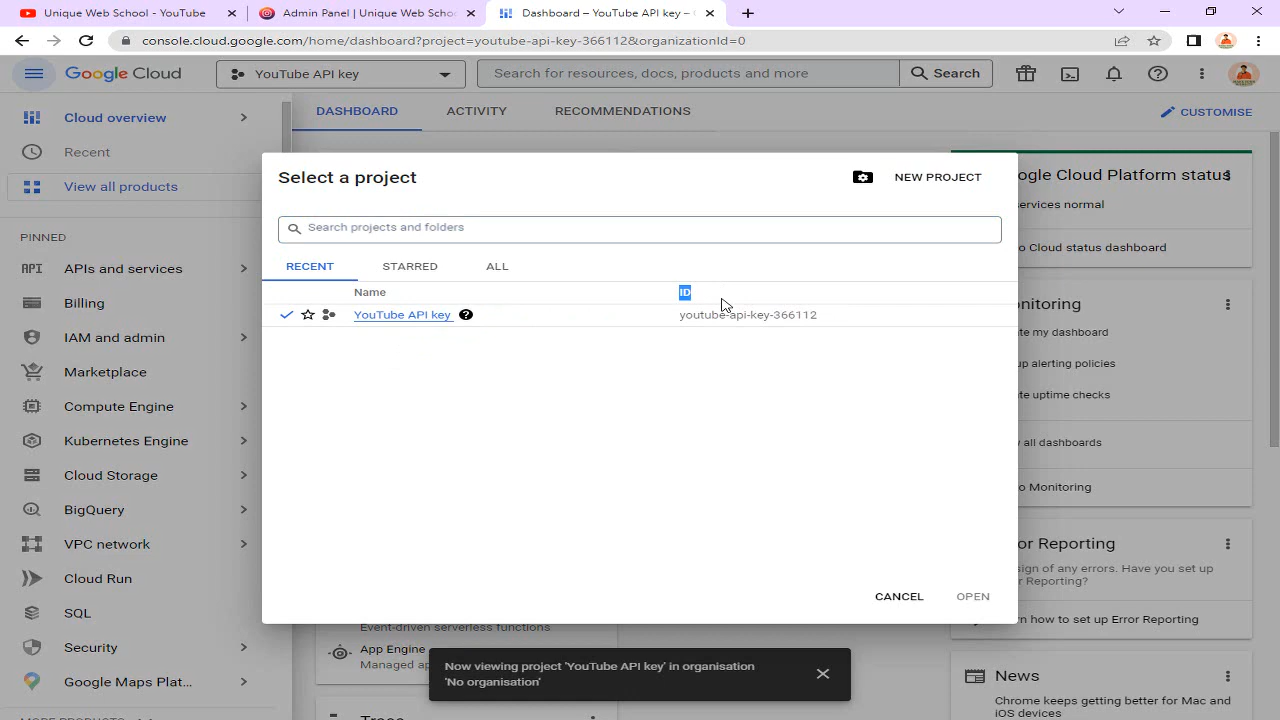 Unique Web School - YouTube
Admin Panel | Unique Web Schoo
Dashboard – YouTube API key –
console.cloud.google.com/home/dashboard?project=youtube-api-key-366112&organizationId=0
Google Cloud
YouTube API key
Search for resources, docs, products and more
Search
Cloud overview
Recent
View all products
PINNED
APIs and services
Billing
IAM and admin
Marketplace
Compute Engine
Kubernetes Engine
Cloud Storage
BigQuery
VPC network
Cloud Run
SQL
Security
Google Maps Plat...
DASHBOARD
ACTIVITY
RECOMMENDATIONS
CUSTOMISE
Select a project
NEW PROJECT
Search projects and folders
RECENT
STARRED
ALL
Name
ID
YouTube API key
youtube-api-key-366112
CANCEL
OPEN
ogle Cloud Platform status
services normal
o Cloud status dashboard
onitoring
ate my dashboard
up alerting policies
ate uptime checks
all dashboards
o Monitoring
or Reporting
sign of any errors. Have you set up
r Reporting?
rn how to set up Error Reporting
News
Chrome keeps getting better for Mac and
iOS devices
Event-driven serverless functions
App Engine
Managed ap
Now viewing project 'YouTube API key' in organisation
'No organisation'
Trace